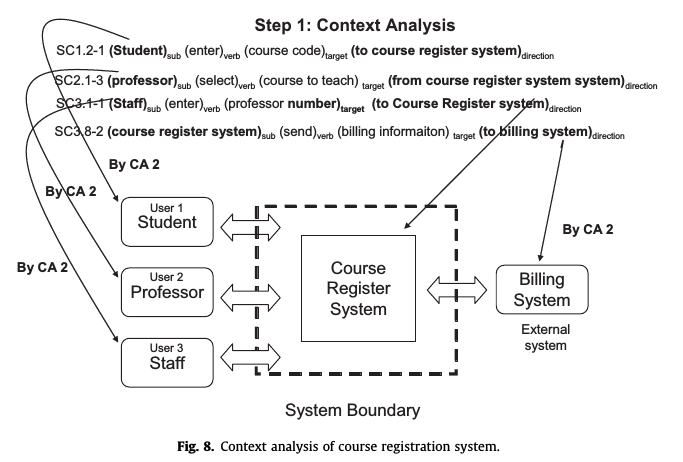 Step 1: Context Analysis
SC1.2-1 (Student)sub (enter)verb (course code)target (to course register system)direction
SC2.1-3 (professor)sub (select)verb (course to teach) target (from course register system system)direction
SC3.1-1 (Staff)sub (enter)verb (professor number)target (to Course Register system)direction
SC3.8-2 (course register system)sub (send)verb (billing informaiton) target (to billing system)direction
By CA 2
By CA 2
By CA 2
By CA 2
User 1
Student
User 2
Professor
User 3
Staff
Course
Register
System
Billing
System
External
system
System Boundary
Fig. 8. Context analysis of course registration system.